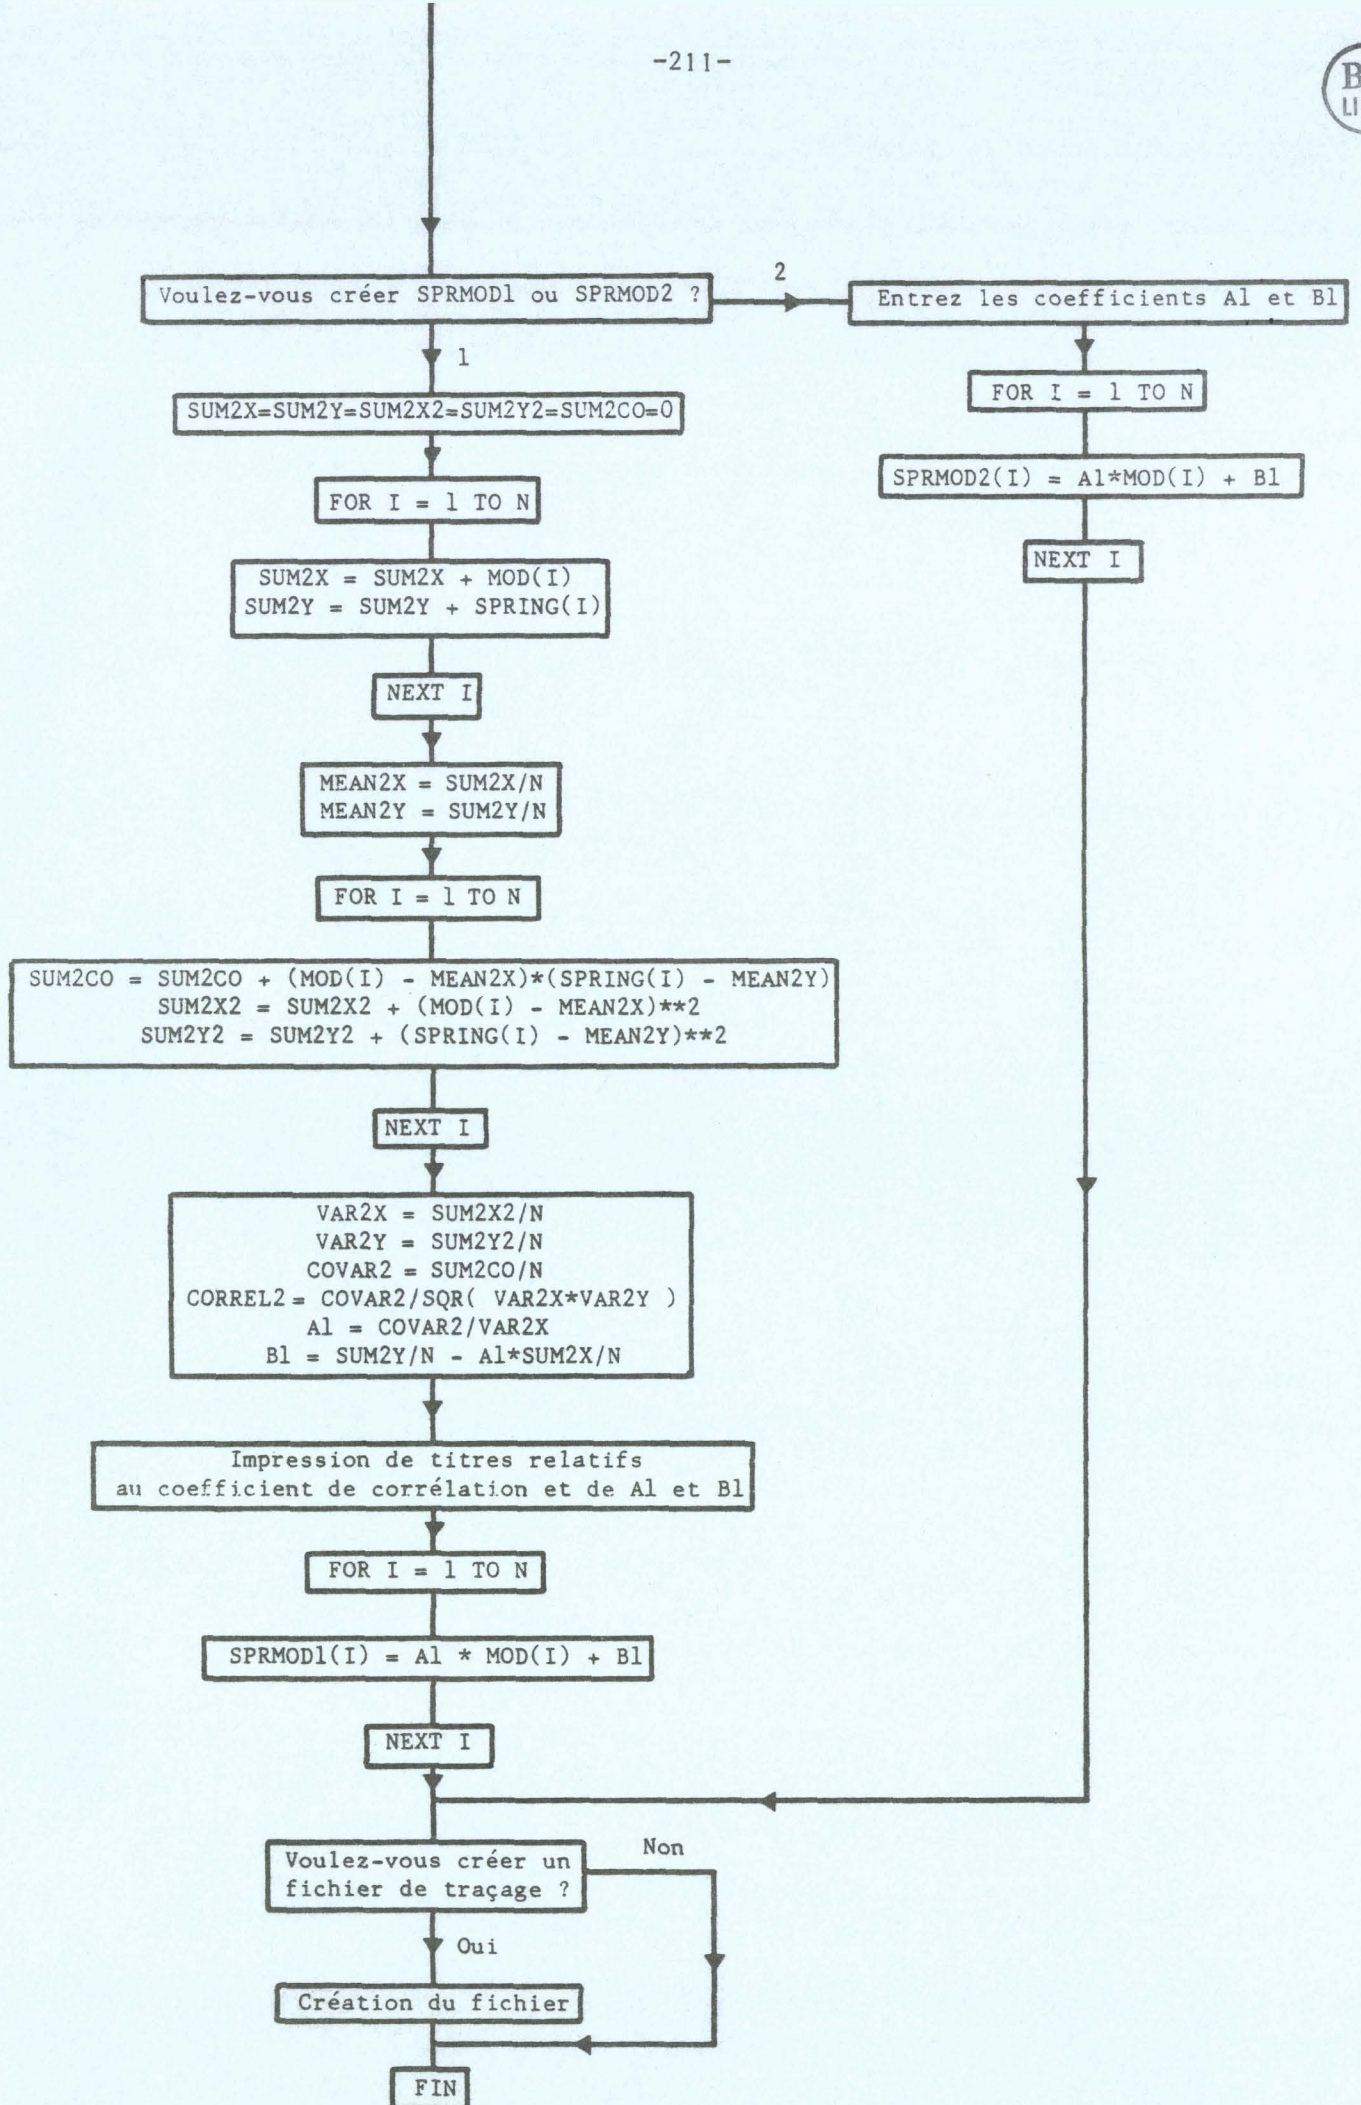 -211-
B
LI
Voulez-vous créer SPRMOD1 ou SPRMOD2 ?
2
Entrez les coefficients A1 et B1
1
FOR I = 1 TO N
SPRMOD2(I) = A1*MOD(I) + B1
NEXT I
SUM2X=SUM2Y=SUM2X2=SUM2Y2=SUM2CO=0
FOR I = 1 TO N
SUM2X = SUM2X + MOD(I)
SUM2Y = SUM2Y + SPRING(I)
NEXT I
MEAN2X = SUM2X/N
MEAN2Y = SUM2Y/N
FOR I = 1 TO N
SUM2CO = SUM2CO + (MOD(I) - MEAN2X)*(SPRING(I) - MEAN2Y)
SUM2X2 = SUM2X2 + (MOD(I) - MEAN2X)**2
SUM2Y2 = SUM2Y2 + (SPRING(I) - MEAN2Y)**2
NEXT I
VAR2X = SUM2X2/N
VAR2Y = SUM2Y2/N
COVAR2 = SUM2CO/N
CORREL2 = COVAR2/SQR( VAR2X*VAR2Y )
A1 = COVAR2/VAR2X
B1 = SUM2Y/N - A1*SUM2X/N
Impression de titres relatifs
au coefficient de corrélation et de A1 et B1
FOR I = 1 TO N
SPRMOD1(I) = A1 * MOD(I) + B1
NEXT I
Voulez-vous créer un
fichier de traçage ?
Non
Oui
Création du fichier
FIN